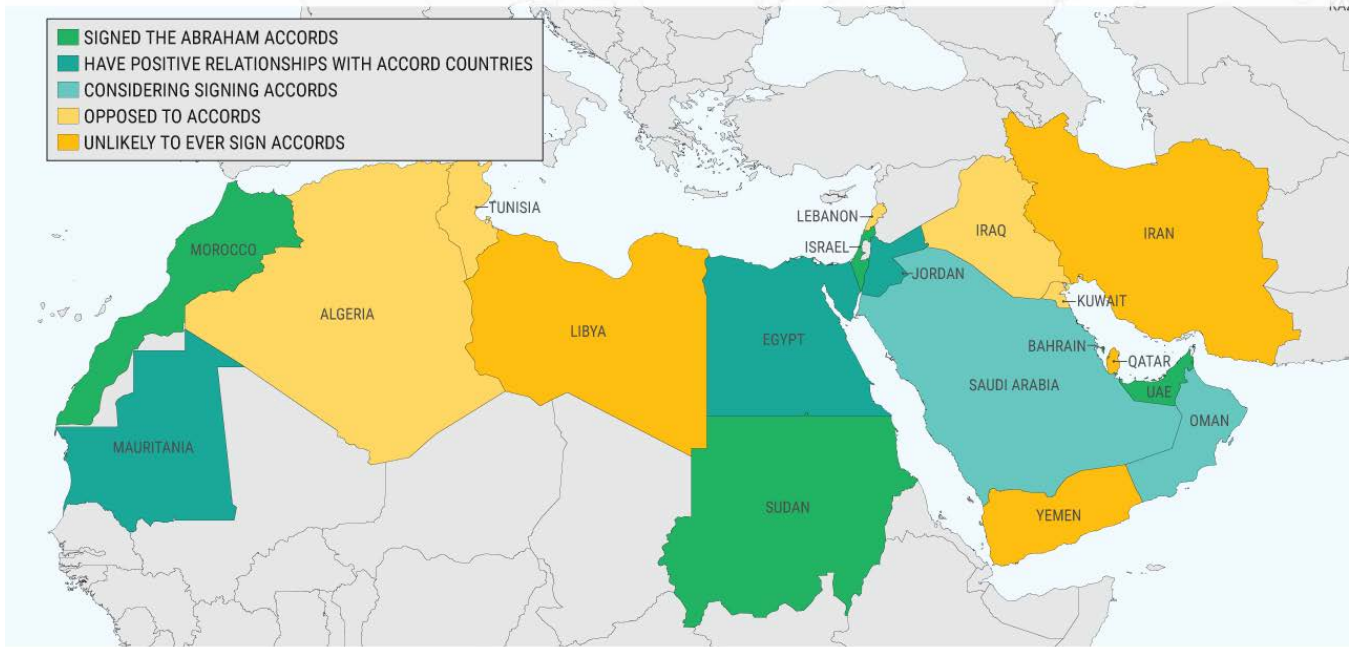 SIGNED THE ABRAHAM ACCORDS
HAVE POSITIVE RELATIONSHIPS WITH ACCORD COUNTRIES
CONSIDERING SIGNING ACCORDS
OPPOSED TO ACCORDS
UNLIKELY TO EVER SIGN ACCORDS
TUNISIA
LEBANON
MOROCCO
ISRAEL
IRAQ
IRAN
JORDAN
KUWAIT
ALGERIA
LIBYA
EGYPT
BAHRAIN
QATAR
SAUDI ARABIA
UAE
OMAN
MAURITANIA
SUDAN
YEMEN